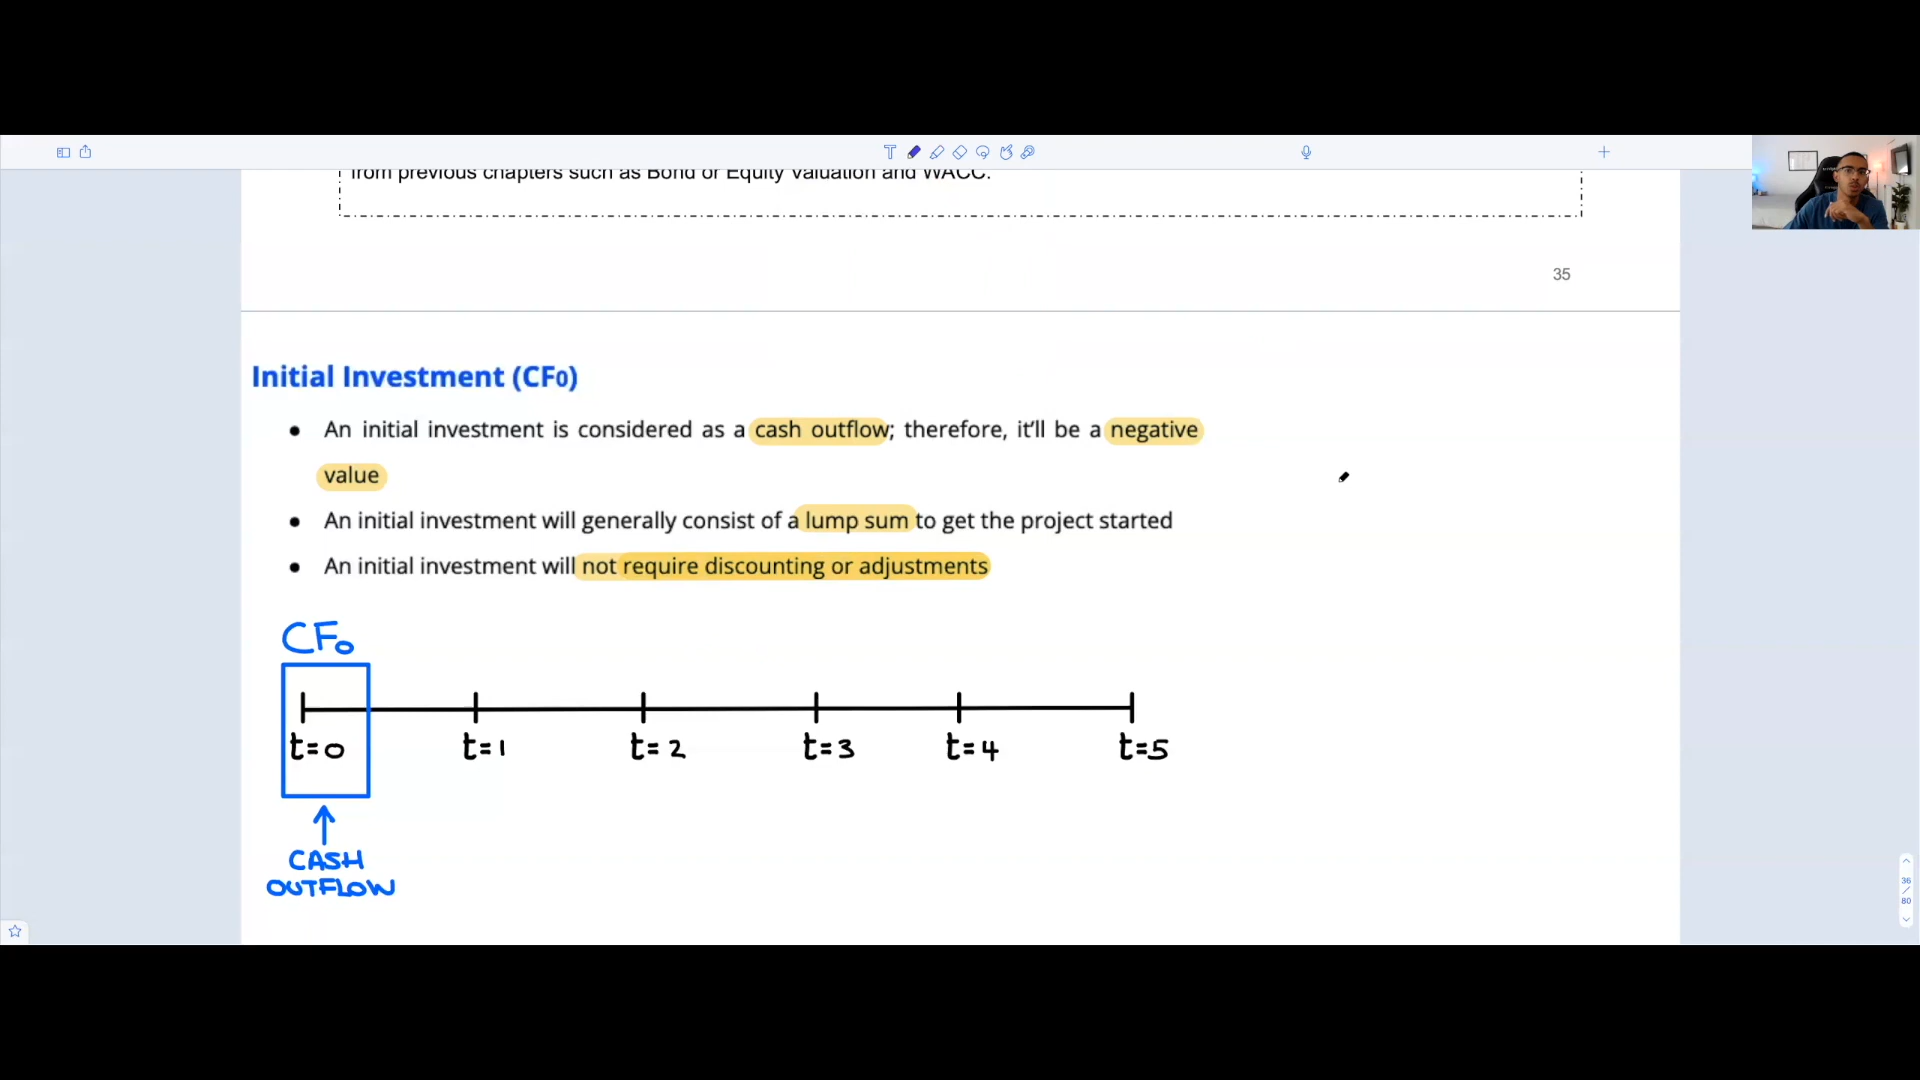 from previous chapters such as Bond or Equity Valuation and WACC.
35
Initial Investment (CF₀)
● An initial investment is considered as a cash outflow; therefore, it'll be a negative
value
● An initial investment will generally consist of a lump sum to get the project started
● An initial investment will not require discounting or adjustments
CF₀
t=0 t=1 t=2 t=3 t=4 t=5
CASH
OUTFLOW
36
/
80